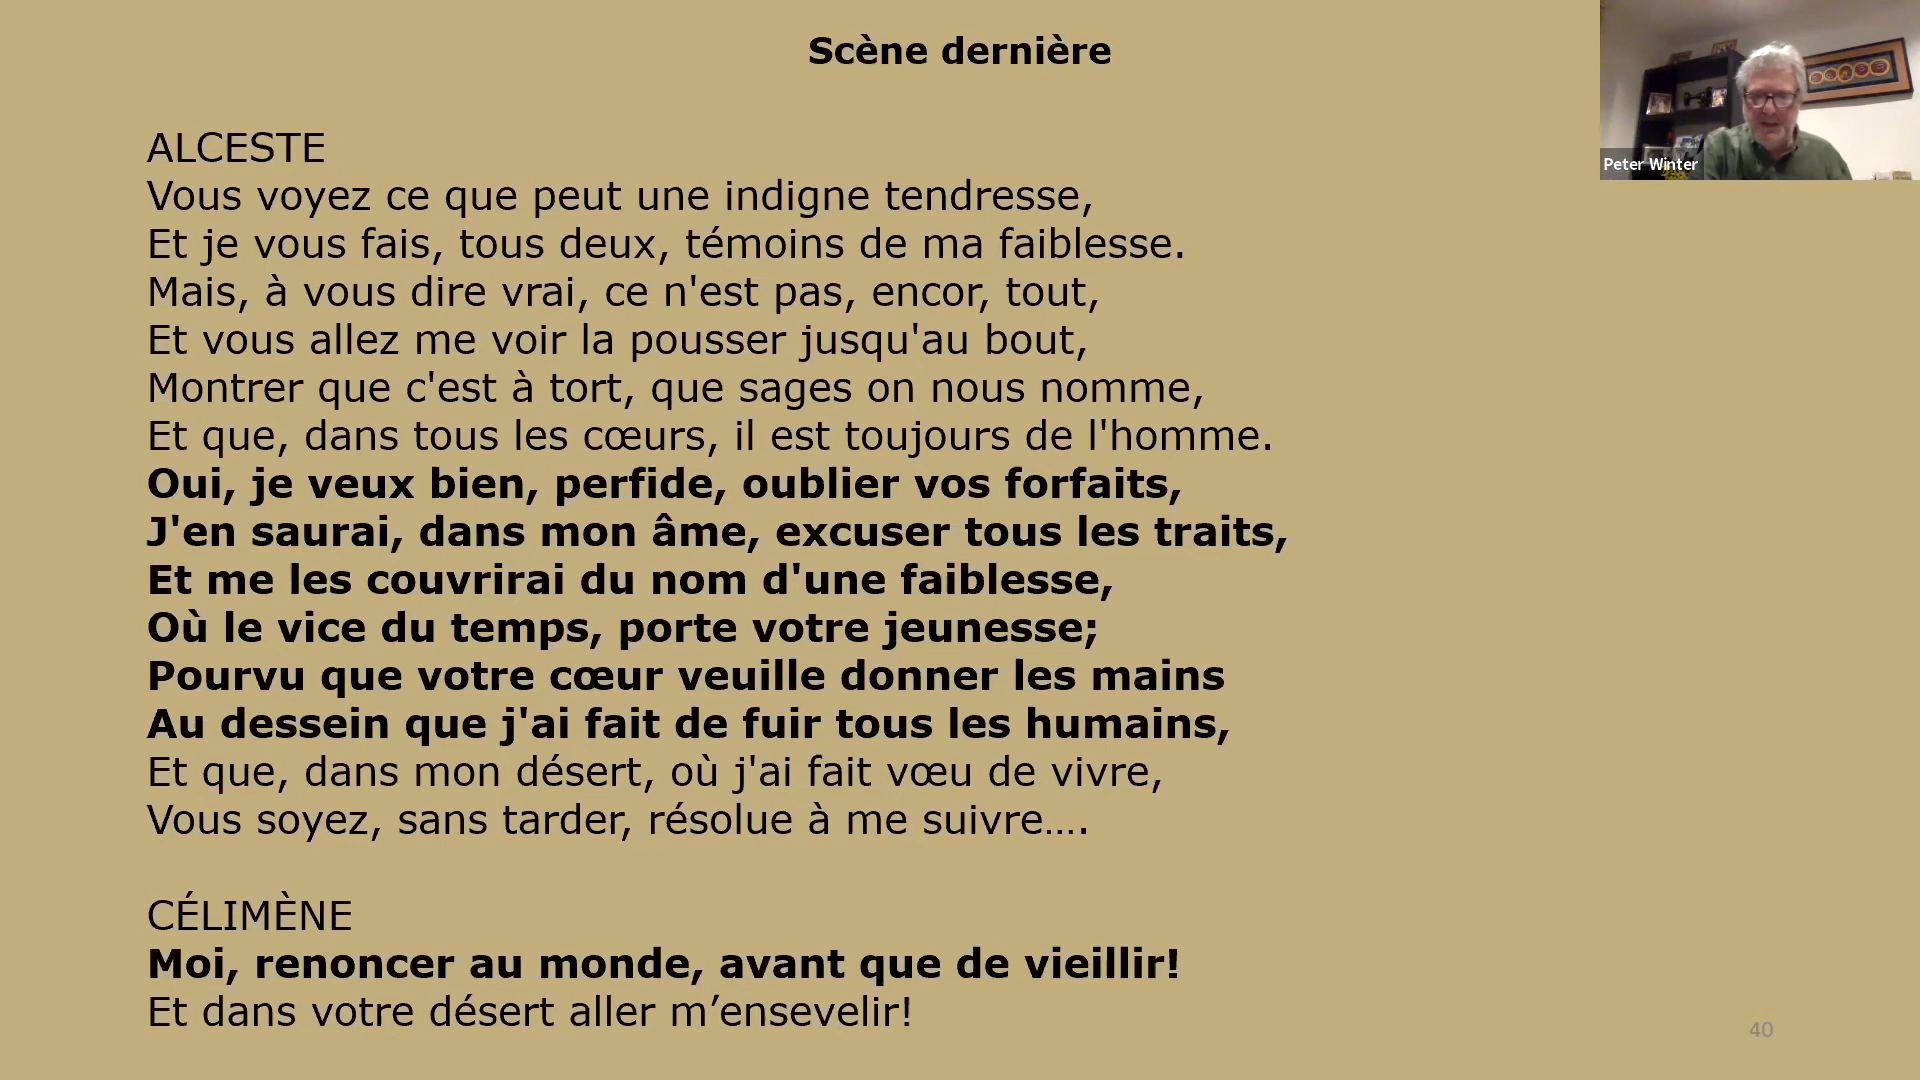 Scène dernière
Peter Winter
ALCESTE
Vous voyez ce que peut une indigne tendresse,
Et je vous fais, tous deux, témoins de ma faiblesse.
Mais, à vous dire vrai, ce n'est pas, encor, tout,
Et vous allez me voir la pousser jusqu'au bout,
Montrer que c'est à tort, que sages on nous nomme,
Et que, dans tous les cœurs, il est toujours de l'homme.
Oui, je veux bien, perfide, oublier vos forfaits,
J'en saurai, dans mon âme, excuser tous les traits,
Et me les couvrirai du nom d'une faiblesse,
Où le vice du temps, porte votre jeunesse;
Pourvu que votre cœur veuille donner les mains
Au dessein que j'ai fait de fuir tous les humains,
Et que, dans mon désert, où j'ai fait vœu de vivre,
Vous soyez, sans tarder, résolue à me suivre….
CÉLIMÈNE
Moi, renoncer au monde, avant que de vieillir!
Et dans votre désert aller m’ensevelir!
40